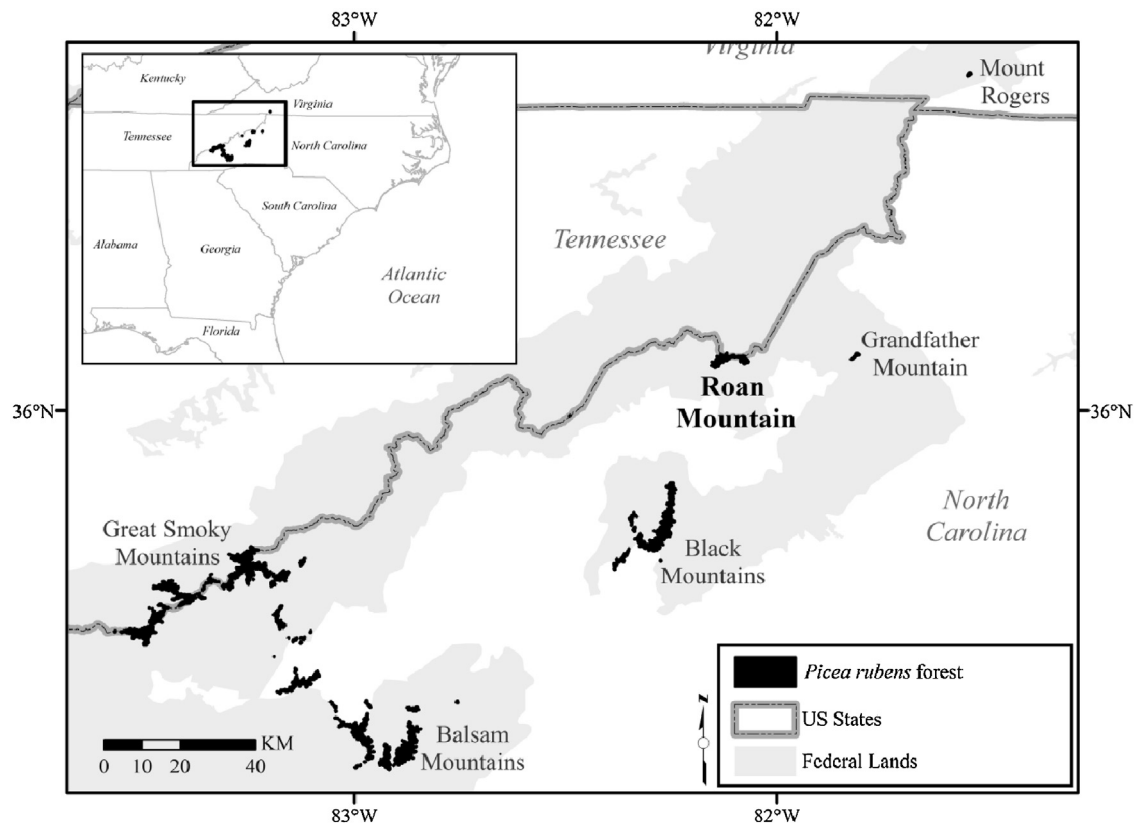 83°W
82°W
Virginia
Mount
Rogers
Kentucky
Virginia
Tennessee
North Carolina
South Carolina
Alabama
Georgia
Atlantic
Ocean
Florida
Tennessee
Grandfather
Mountain
Roan
Mountain
36°N
36°N
North
Carolina
Great Smoky
Mountains
Black
Mountains
Balsam
Mountains
KM
0 10 20 40
N
Picea rubens forest
US States
Federal Lands
83°W
82°W